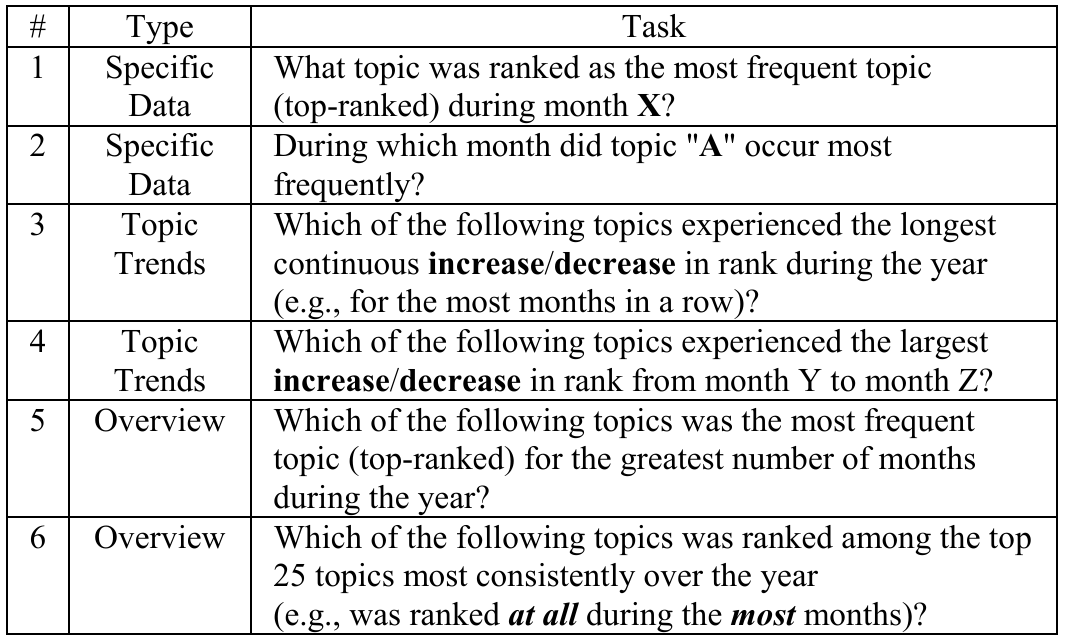 # Type Task
1 Specific Data What topic was ranked as the most frequent topic
(top-ranked) during month X?
2 Specific Data During which month did topic "A" occur most
frequently?
3 Topic Trends Which of the following topics experienced the longest
continuous increase/decrease in rank during the year
(e.g., for the most months in a row)?
4 Topic Trends Which of the following topics experienced the largest
increase/decrease in rank from month Y to month Z?
5 Overview Which of the following topics was the most frequent
topic (top-ranked) for the greatest number of months
during the year?
6 Overview Which of the following topics was ranked among the top
25 topics most consistently over the year
(e.g., was ranked at all during the most months)?